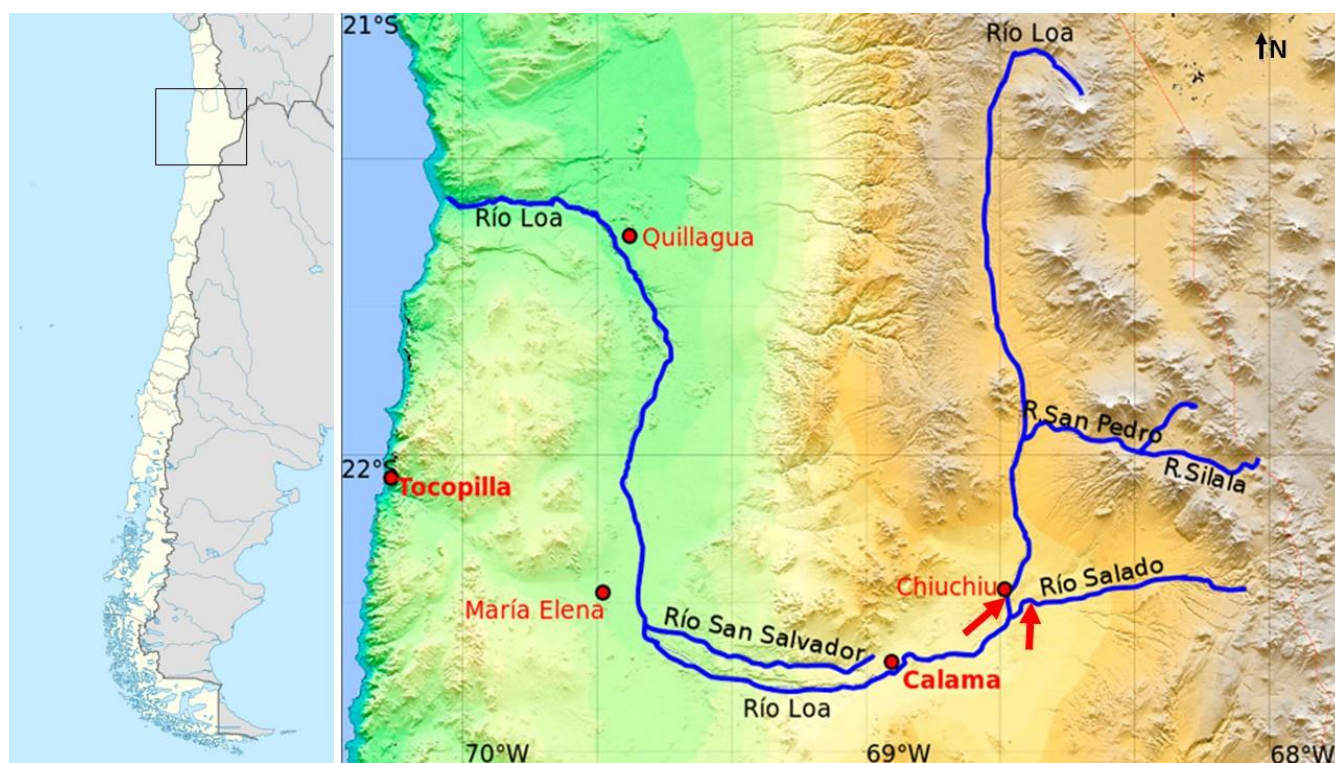 21°S
Río Loa
N
Río Loa
Quillagua
R.San Pedro
22°S
R.Silala
Tocopilla
Chiuchiu
Río Salado
María Elena
Río San Salvador
Calama
Río Loa
70°W
69°W
68°W